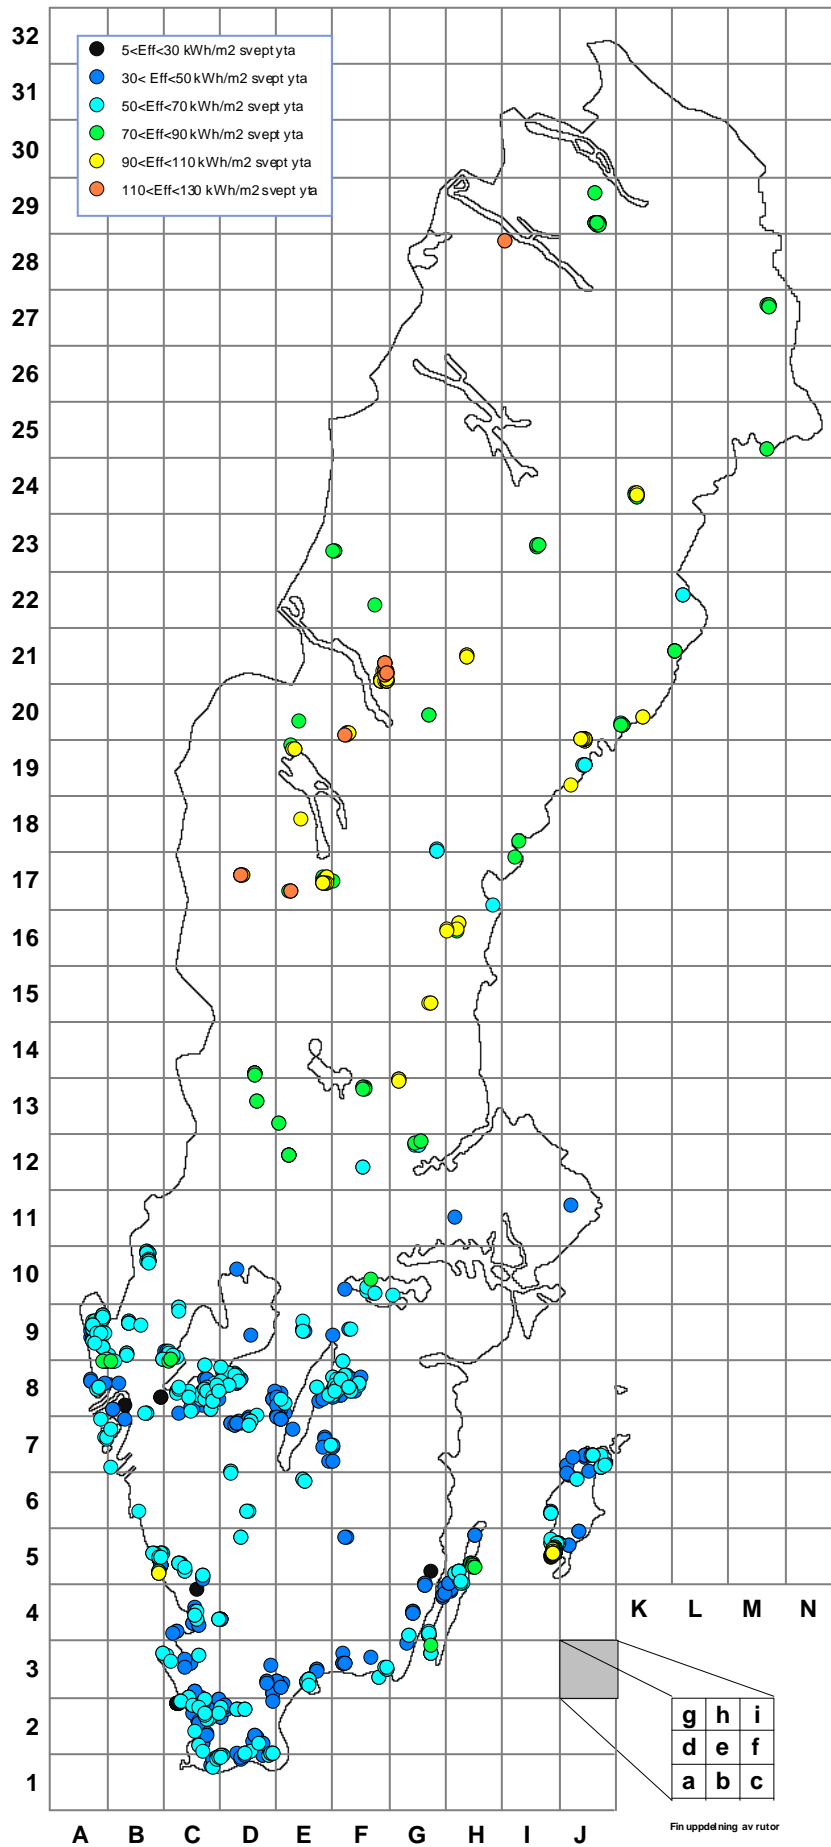 32
5<Eff<30 kWh/m2 svept yta
30< Eff<50 kWh/m2 svept yta
50<Eff<70 kWh/m2 svept yta
70<Eff<90 kWh/m2 svept yta
90<Eff<110 kWh/m2 svept yta
110<Eff<130 kWh/m2 svept yta
31
30
29
28
27
26
25
24
23
22
21
20
19
18
17
16
15
14
13
12
11
10
9
8
7
6
5
4
K L M N
3
g h i
d e f
a b c
2
1
Fin uppdelning av rutor
A B C D E F G H I J